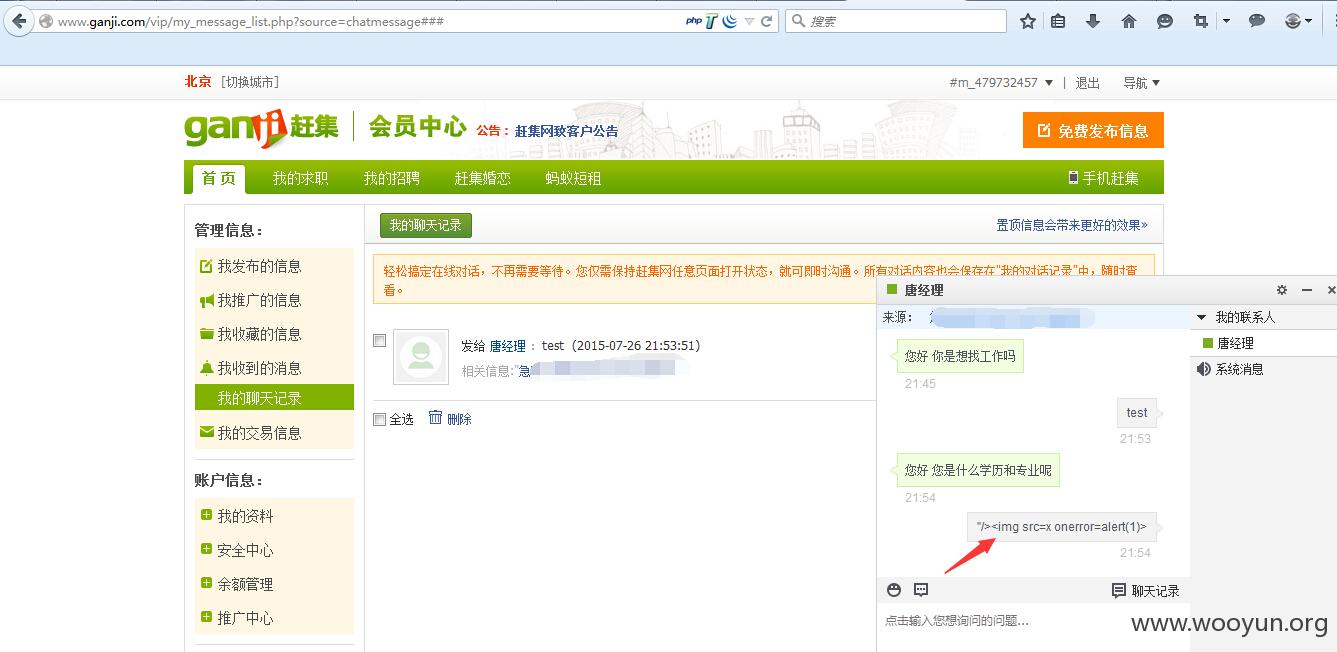 www.ganji.com/vip/my_message_list.php?source=chatmessage###
php
搜索
北京 [切换城市]
#m_479732457 ▼ | 退出 导航 ▼
ganji赶集 会员中心 公告：赶集网致客户公告
免费发布信息
首页 我的求职 我的招聘 赶集婚恋 蚂蚁短租 手机赶集
管理信息：
我发布的信息
我推广的信息
我收藏的信息
我收到的消息
我的聊天记录
我的交易信息
账户信息：
我的资料
安全中心
余额管理
推广中心
我的聊天记录
置顶信息会带来更好的效果»
轻松搞定在线对话，不再需要等待。您仅需保持赶集网任意页面打开状态，就可即时沟通。所有对话内容也会保存在"我的对话记录"中，随时查
看。
发给 唐经理 : test (2015-07-26 21:53:51)
相关信息:"急
全选 删除
唐经理
来源：
您好 你是想找工作吗
21:45
test
21:53
您好 您是什么学历和专业呢
21:54
"/><img src=x onerror=alert(1)>
21:54
聊天记录
点击输入您想询问的问题...
我的联系人
唐经理
系统消息
www.wooyun.org